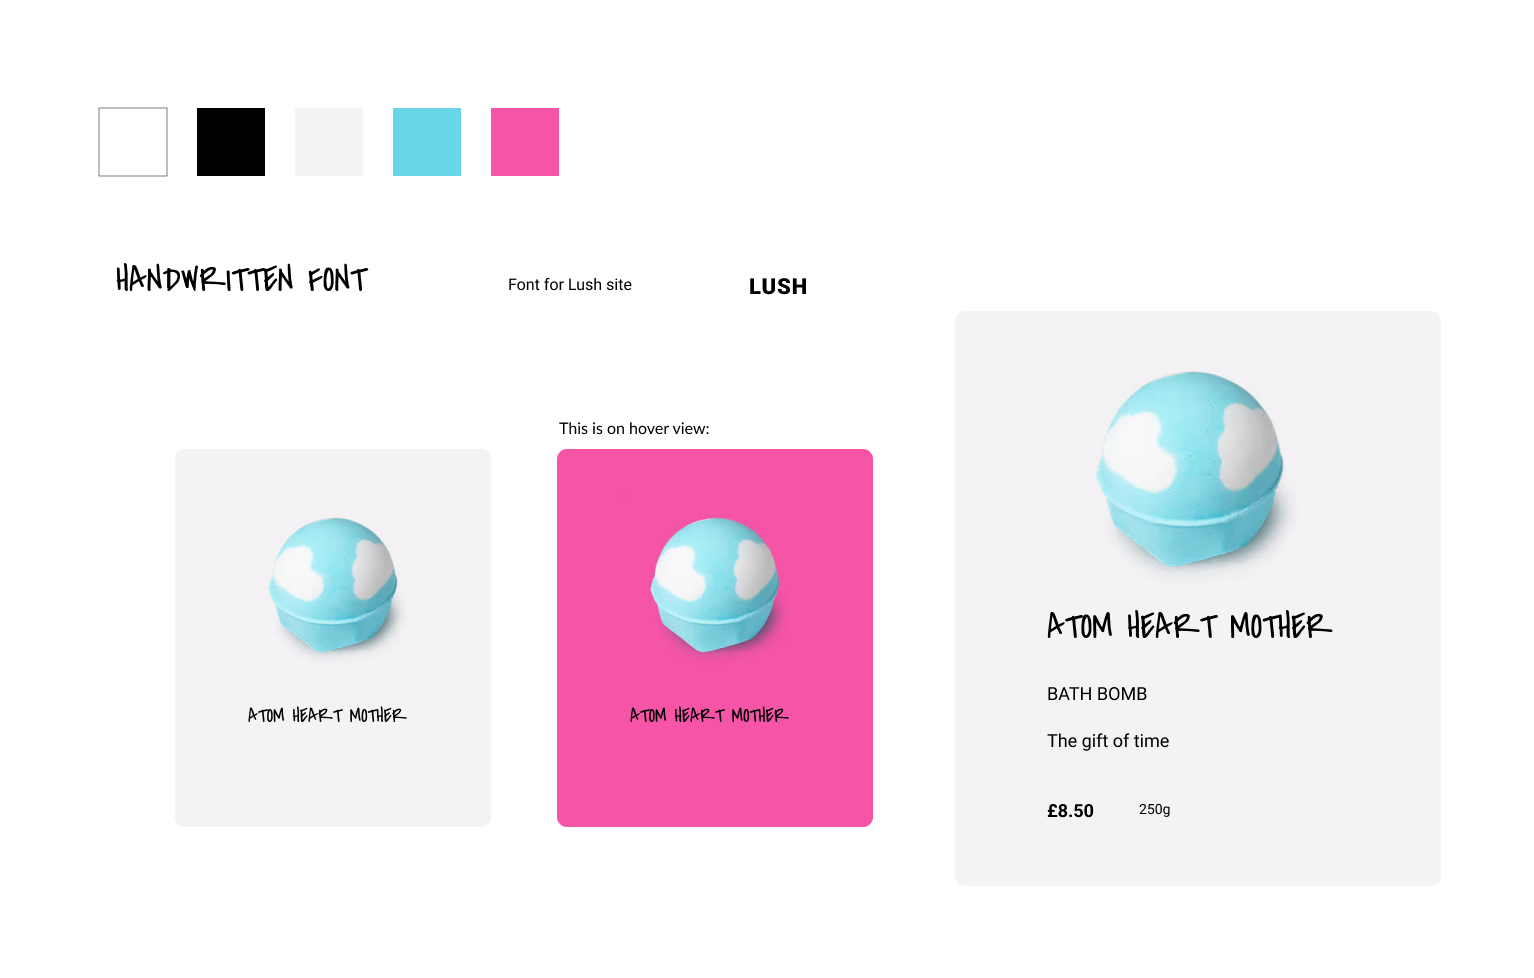 HANDWRITTEN FONT
Font for Lush site
LUSH
This is on hover view:
ATOM HEART MOTHER
ATOM HEART MOTHER
ATOM HEART MOTHER
BATH BOMB
The gift of time
£8.50 250g